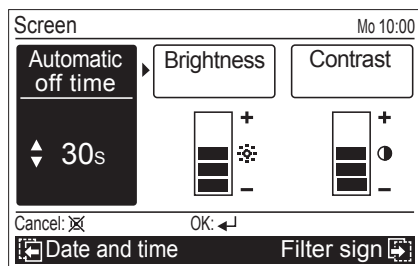 Screen Mo 10:00
Automatic off time
Brightness
Contrast
30s
+ +
− −
Cancel: OK:
Date and time Filter sign